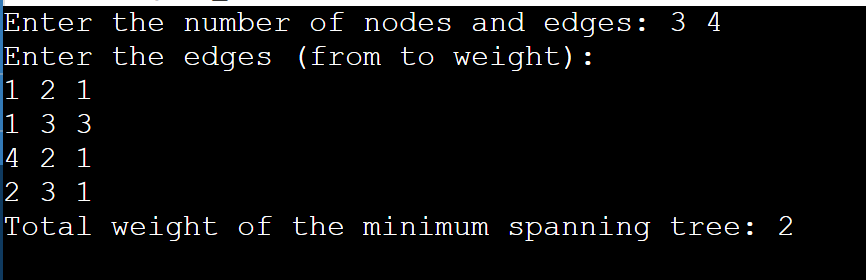 Enter the number of nodes and edges: 3 4
Enter the edges (from to weight):
1 2 1
1 3 3
4 2 1
2 3 1
Total weight of the minimum spanning tree: 2